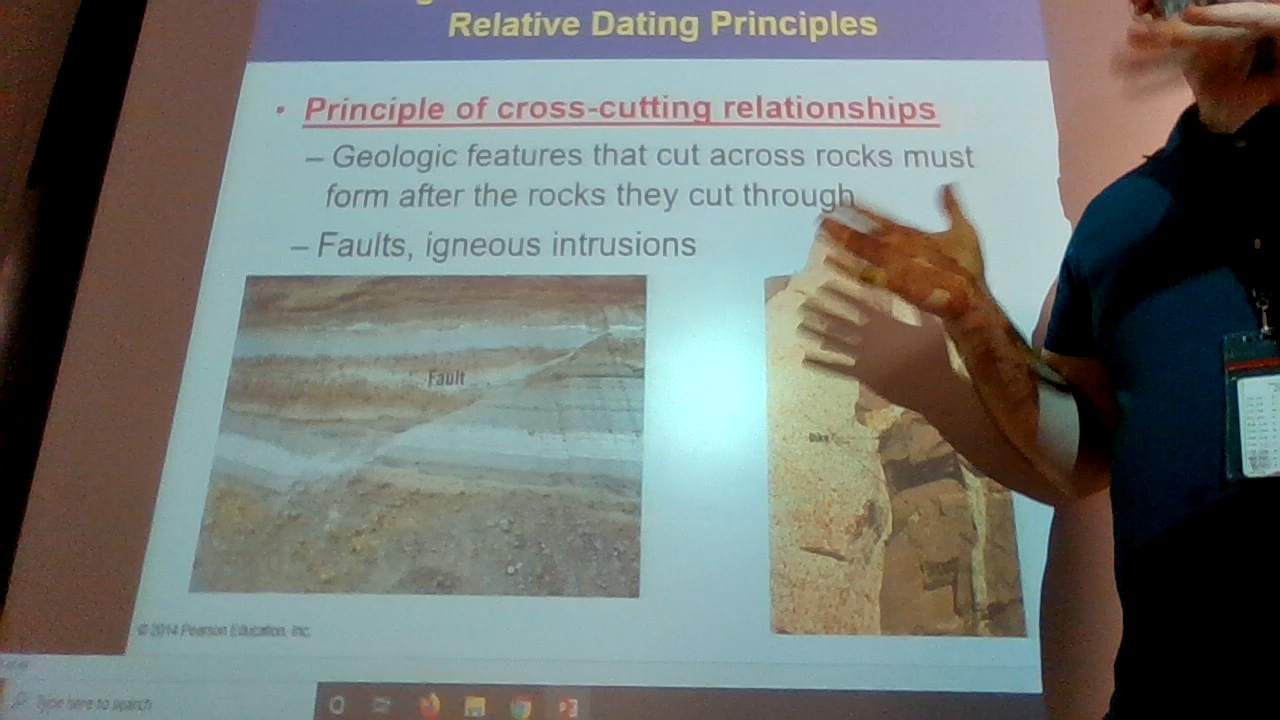 Relative Dating Principles
• Principle of cross-cutting relationships
– Geologic features that cut across rocks must
form after the rocks they cut through
– Faults, igneous intrusions
Fault
Dike
© 2014 Pearson Education, Inc.
Type here to search